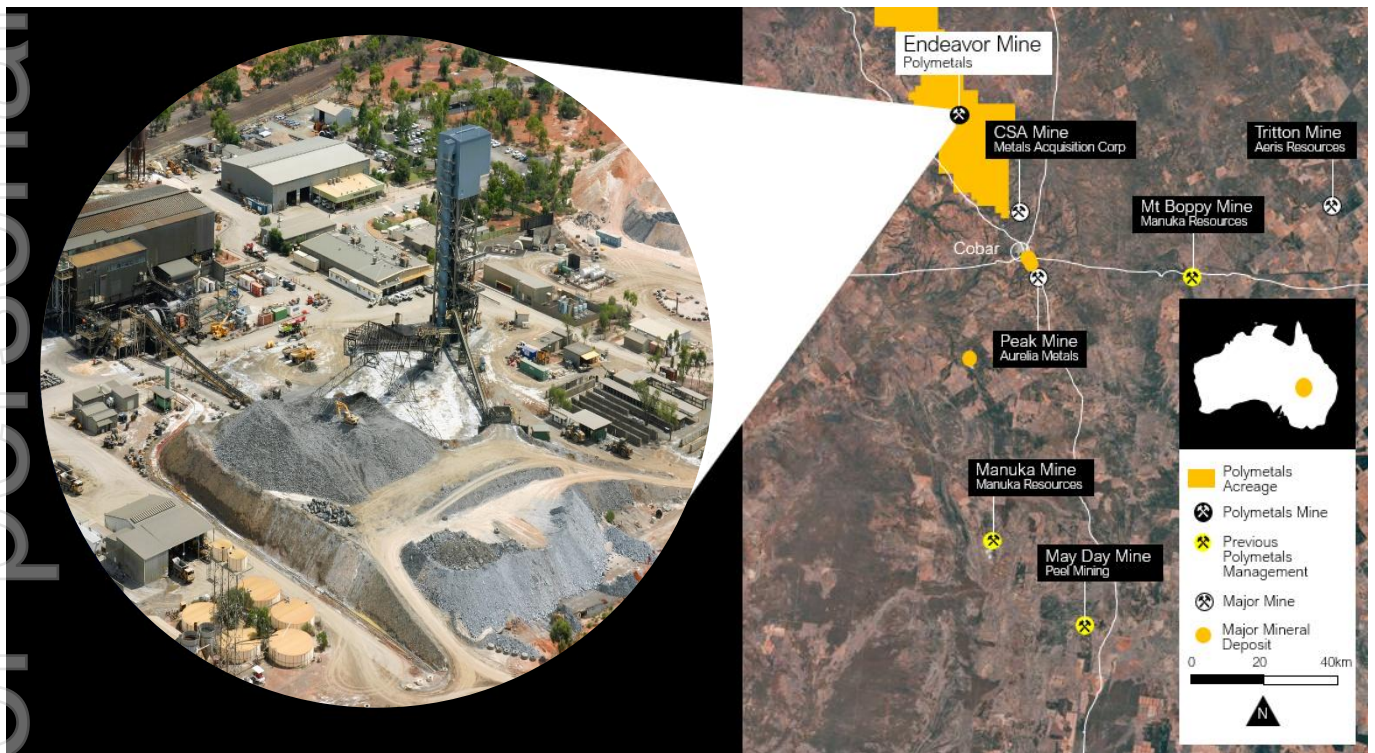 Endeavor Mine
Polymetals
CSA Mine
Metals Acquisition Corp
Tritton Mine
Aeris Resources
Mt Boppy Mine
Manuka Resources
Cobar
Peak Mine
Aurelia Metals
Manuka Mine
Manuka Resources
May Day Mine
Peel Mining
Polymetals
Acreage
Polymetals Mine
Previous
Polymetals
Management
Major Mine
Major Mineral
Deposit
0 20 40km
N